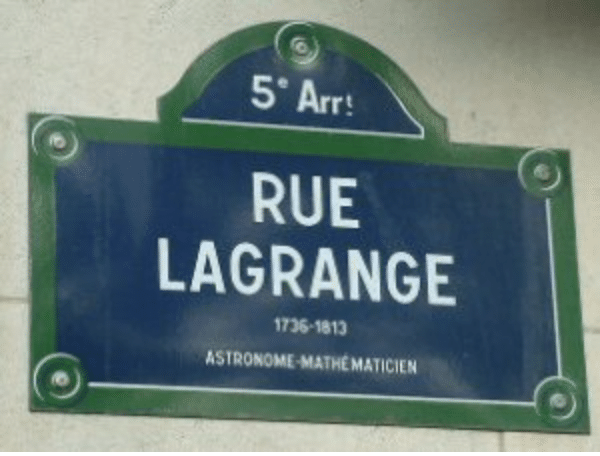 5e Arrt
RUE
LAGRANGE
1736-1813
ASTRONOME-MATHÉMATICIEN